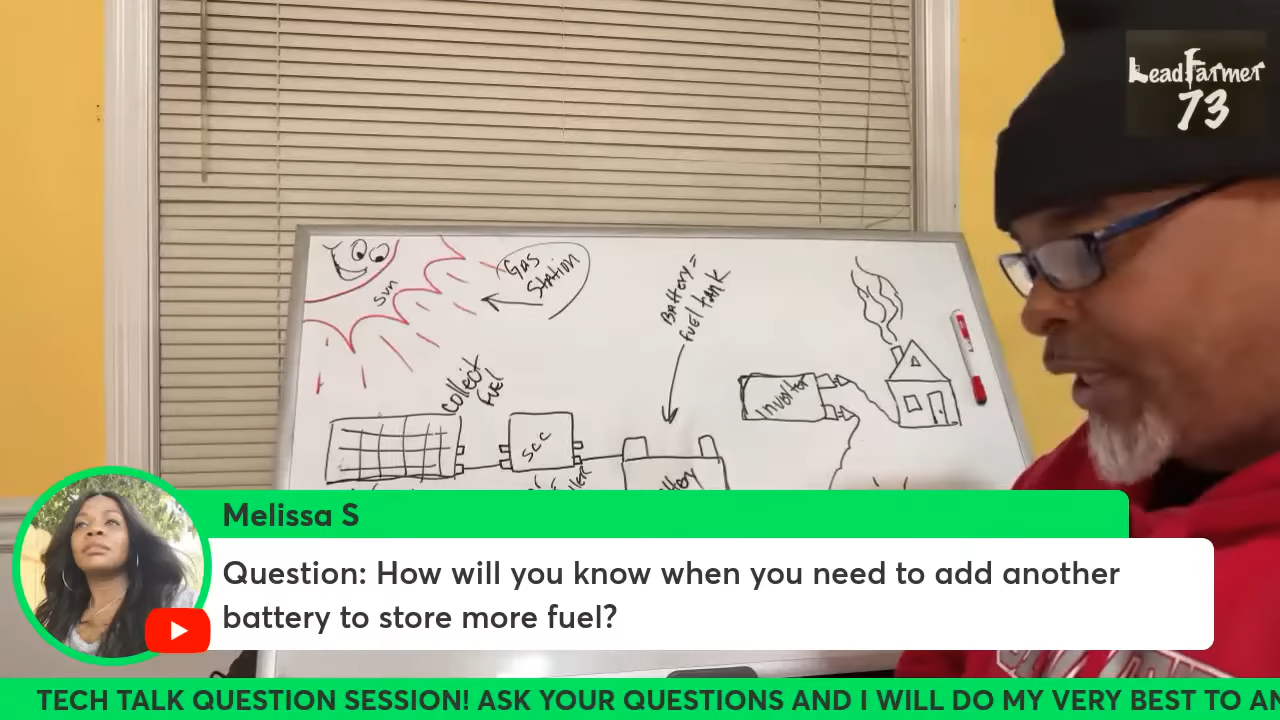 LeadFarmer
73
Gas
Station
Sun
Battery =
fuel tank
Collect
Fuel
Invertor
SCC
Melissa S
Question: How will you know when you need to add another
battery to store more fuel?
TECH TALK QUESTION SESSION! ASK YOUR QUESTIONS AND I WILL DO MY VERY BEST TO AN